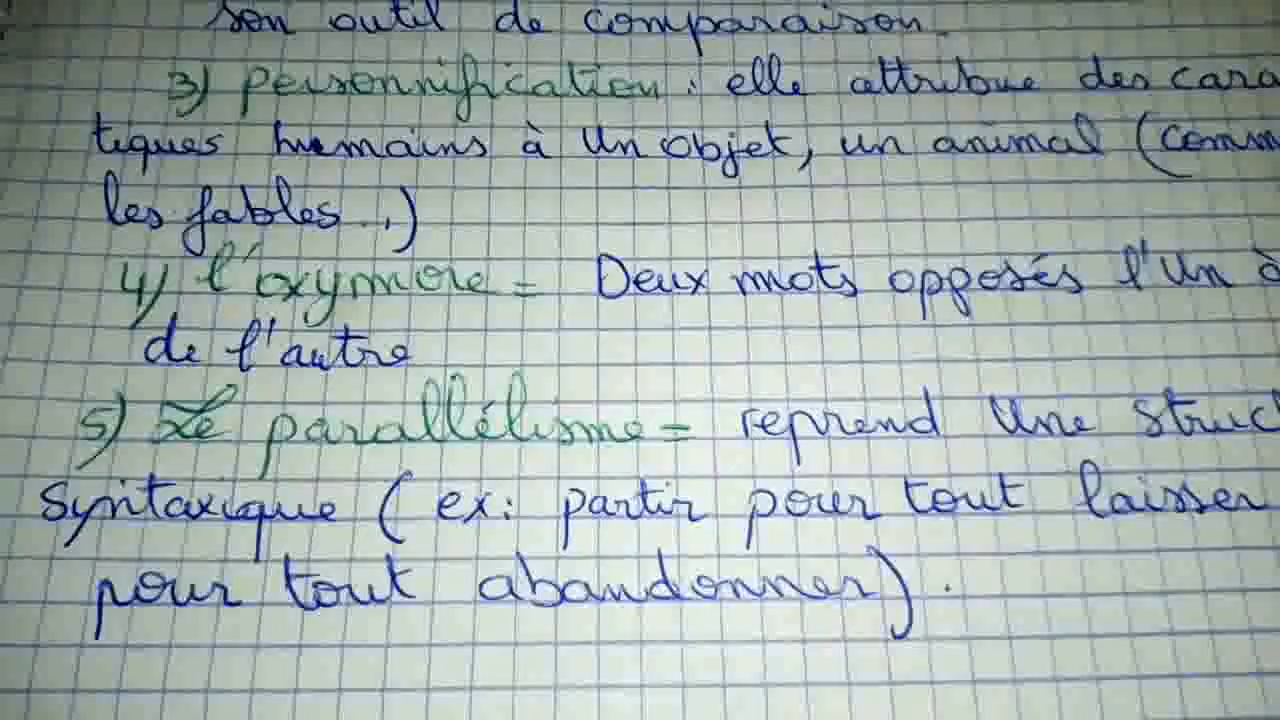 son outil de comparaison.
3) personnification : elle attribue des cara
tiques humains à un objet, un animal (comm
les fables...)
4) l'oxymore = Deux mots opposés l'un à
de l'autre
5) Le parallélisme = reprend une struc
syntaxique (ex: partir pour tout laisser
pour tout abandonner).